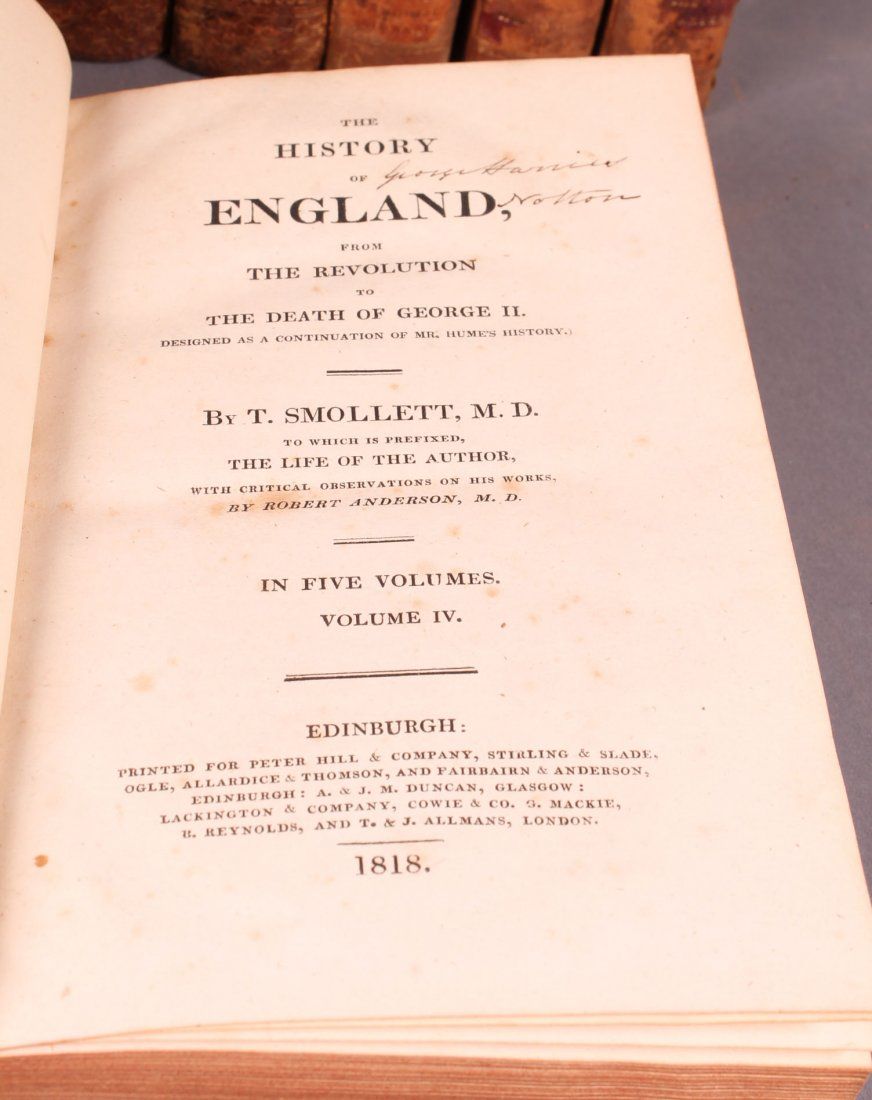 THE
HISTORY
OF George
ENGLAND, Notton
FROM
THE REVOLUTION
TO
THE DEATH OF GEORGE II.
DESIGNED AS A CONTINUATION OF MR. HUME'S HISTORY.)
BY T. SMOLLETT, M. D.
TO WHICH IS PREFIXED,
THE LIFE OF THE AUTHOR,
WITH CRITICAL OBSERVATIONS ON HIS WORKS,
BY ROBERT ANDERSON, M. D.
IN FIVE VOLUMES.
VOLUME IV.
EDINBURGH:
PRINTED FOR PETER HILL & COMPANY, STIRLING & SLADE,
OGLE, ALLARDICE & THOMSON, AND FAIRBAIRN & ANDERSON,
EDINBURGH: A. & J. M. DUNCAN, GLASGOW:
LACKINGTON & COMPANY, COWIE & CO. G. MACKIE,
R. REYNOLDS, AND T. & J. ALLMANS, LONDON.
1818.